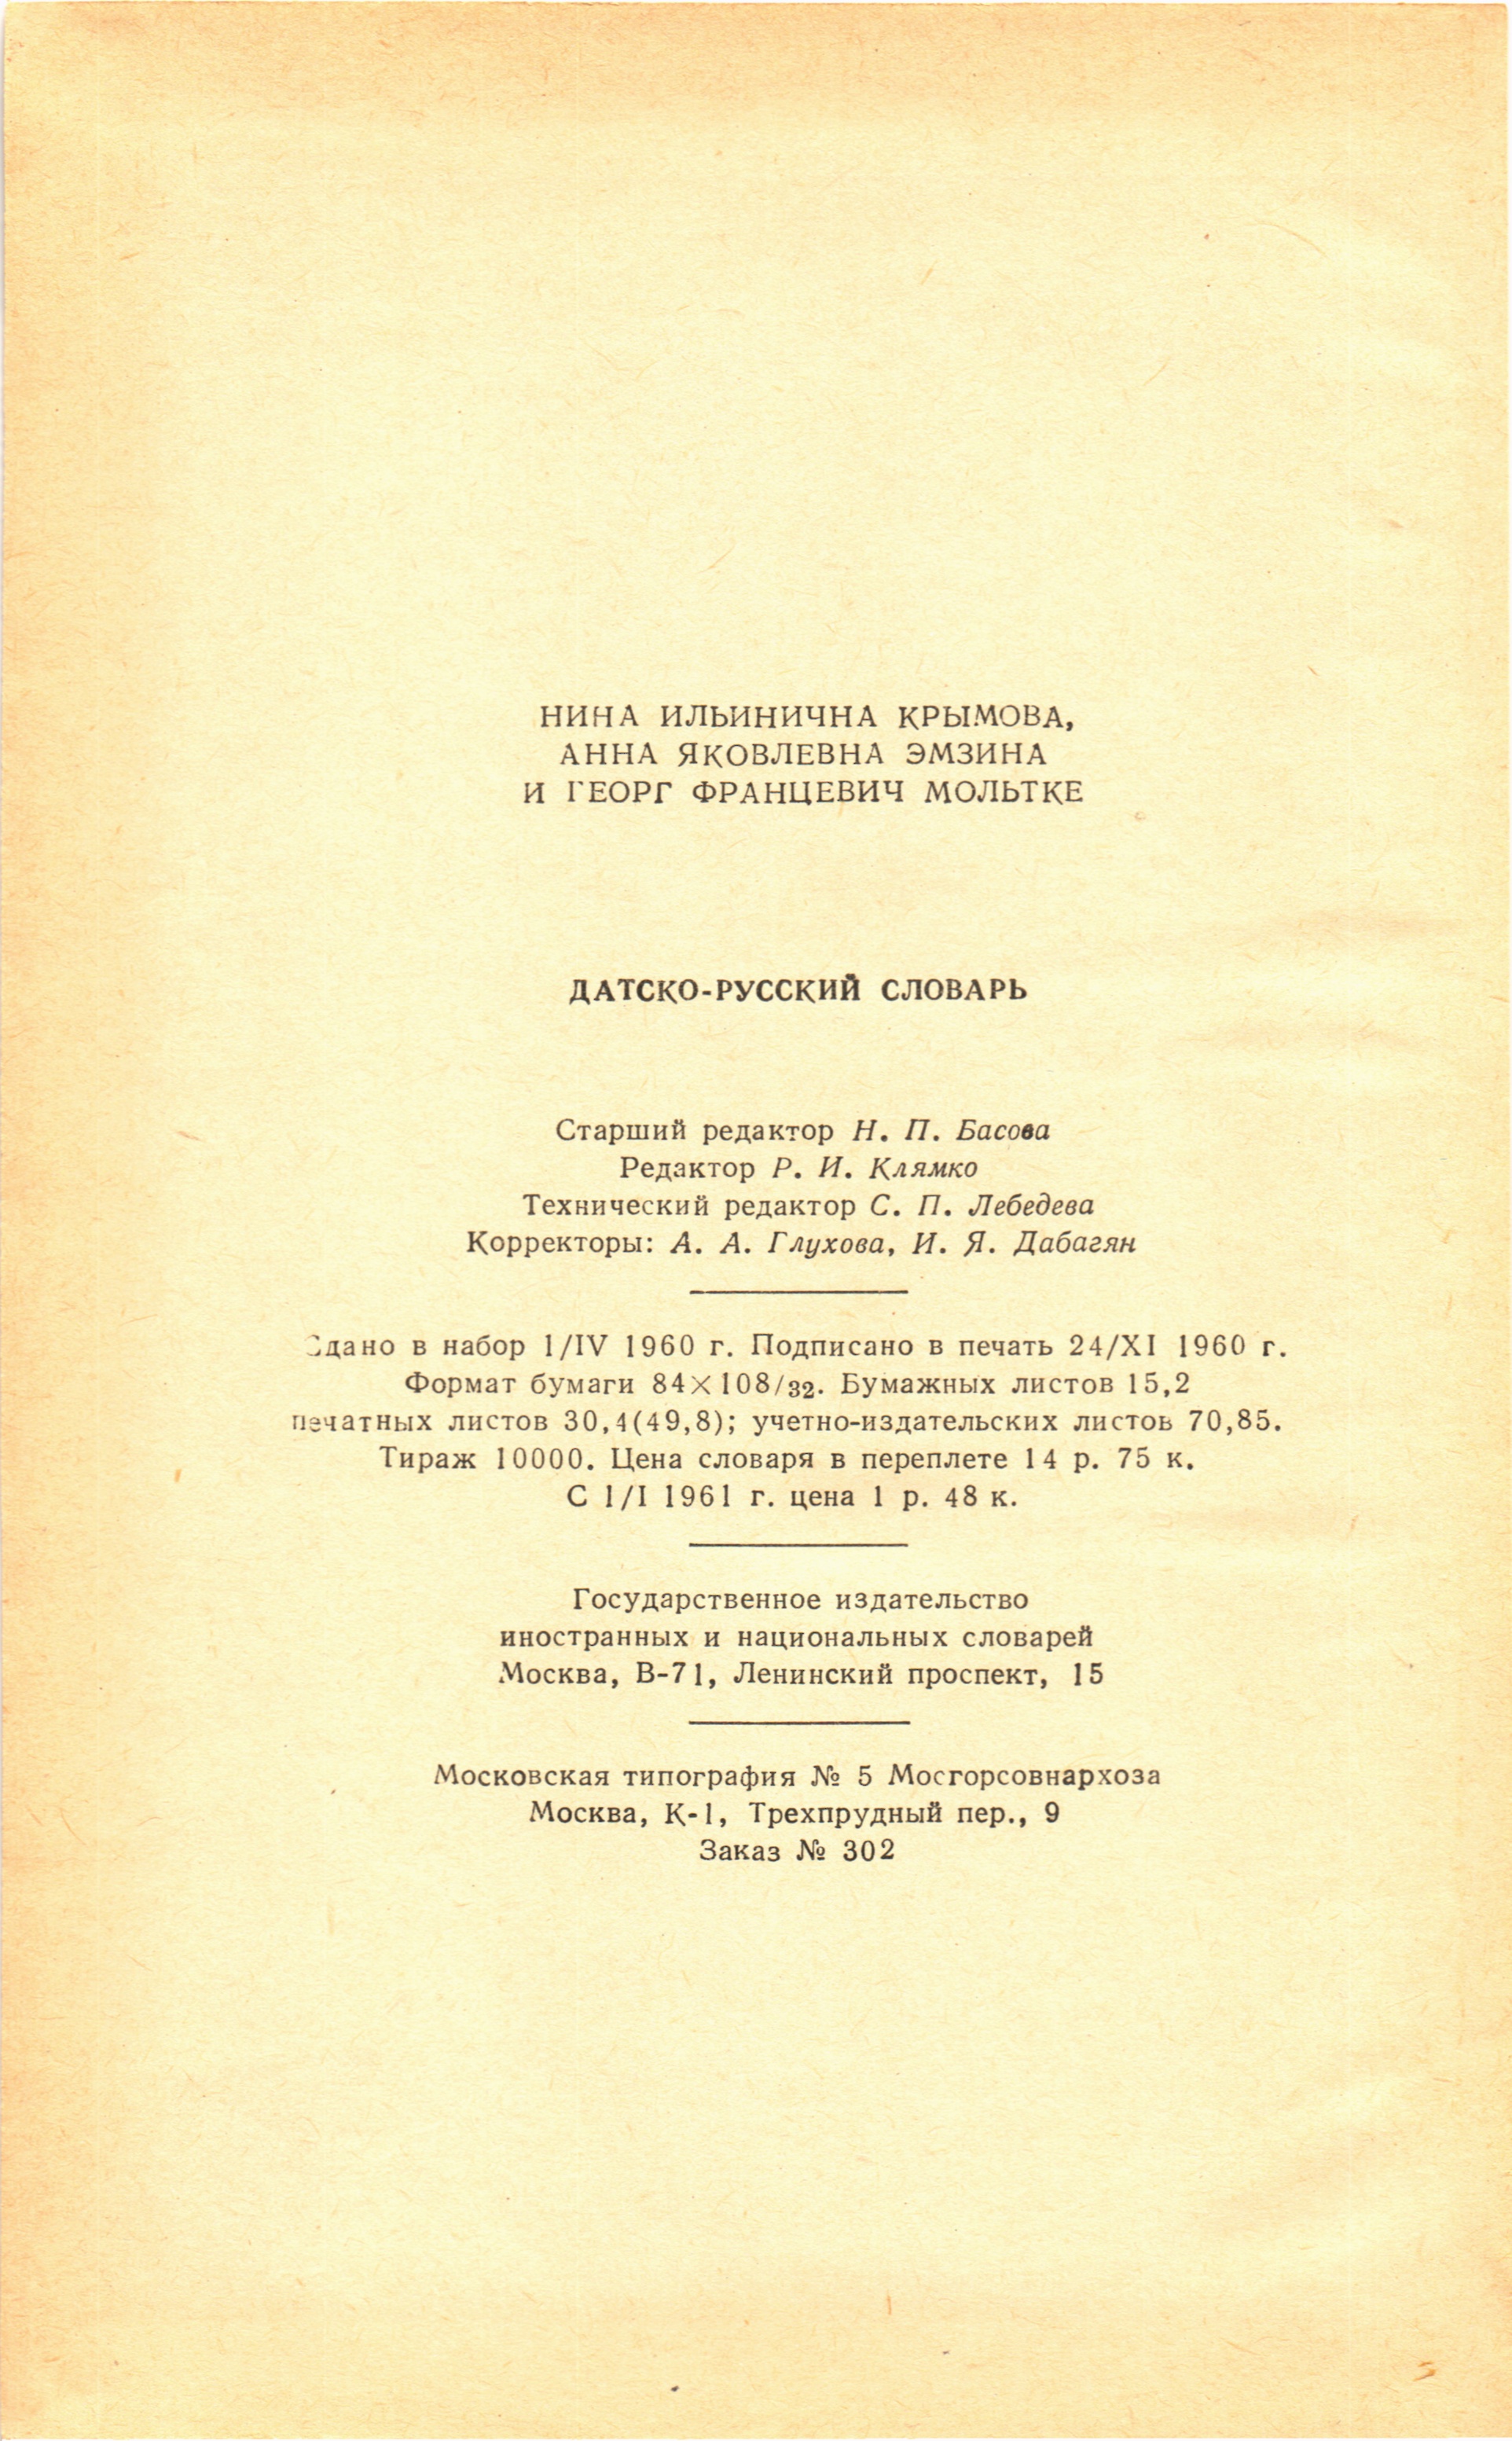 НИНА ИЛЬИНИЧНА КРЫМОВА,
АННА ЯКОВЛЕВНА ЭМЗИНА
И ГЕОРГ ФРАНЦЕВИЧ МОЛЬТКЕ
ДАТСКО-РУССКИЙ СЛОВАРЬ
Старший редактор Н. П. Басова
Редактор Р. И. Клямко
Технический редактор С. П. Лебедева
Корректоры: А. А. Глухова, И. Я. Дабагян
Сдано в набор 1/IV 1960 г. Подписано в печать 24/XI 1960 г.
Формат бумаги 84×108/32. Бумажных листов 15,2
печатных листов 30,4(49,8); учетно-издательских листов 70,85.
Тираж 10000. Цена словаря в переплете 14 р. 75 к.
С 1/I 1961 г. цена 1 р. 48 к.
Государственное издательство
иностранных и национальных словарей
Москва, В-71, Ленинский проспект, 15
Московская типография № 5 Мосгорсовнархоза
Москва, К-1, Трехпрудный пер., 9
Заказ № 302